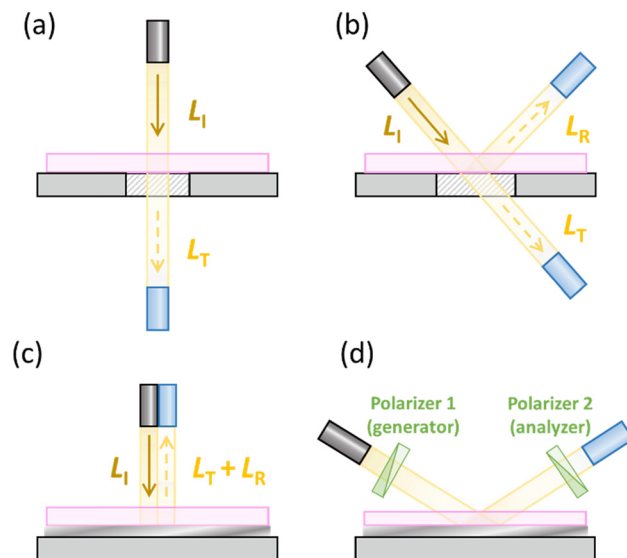 (a)
L_I
L_T
(b)
L_I
L_R
L_T
(c)
L_I
L_T + L_R
(d)
Polarizer 1
(generator)
Polarizer 2
(analyzer)